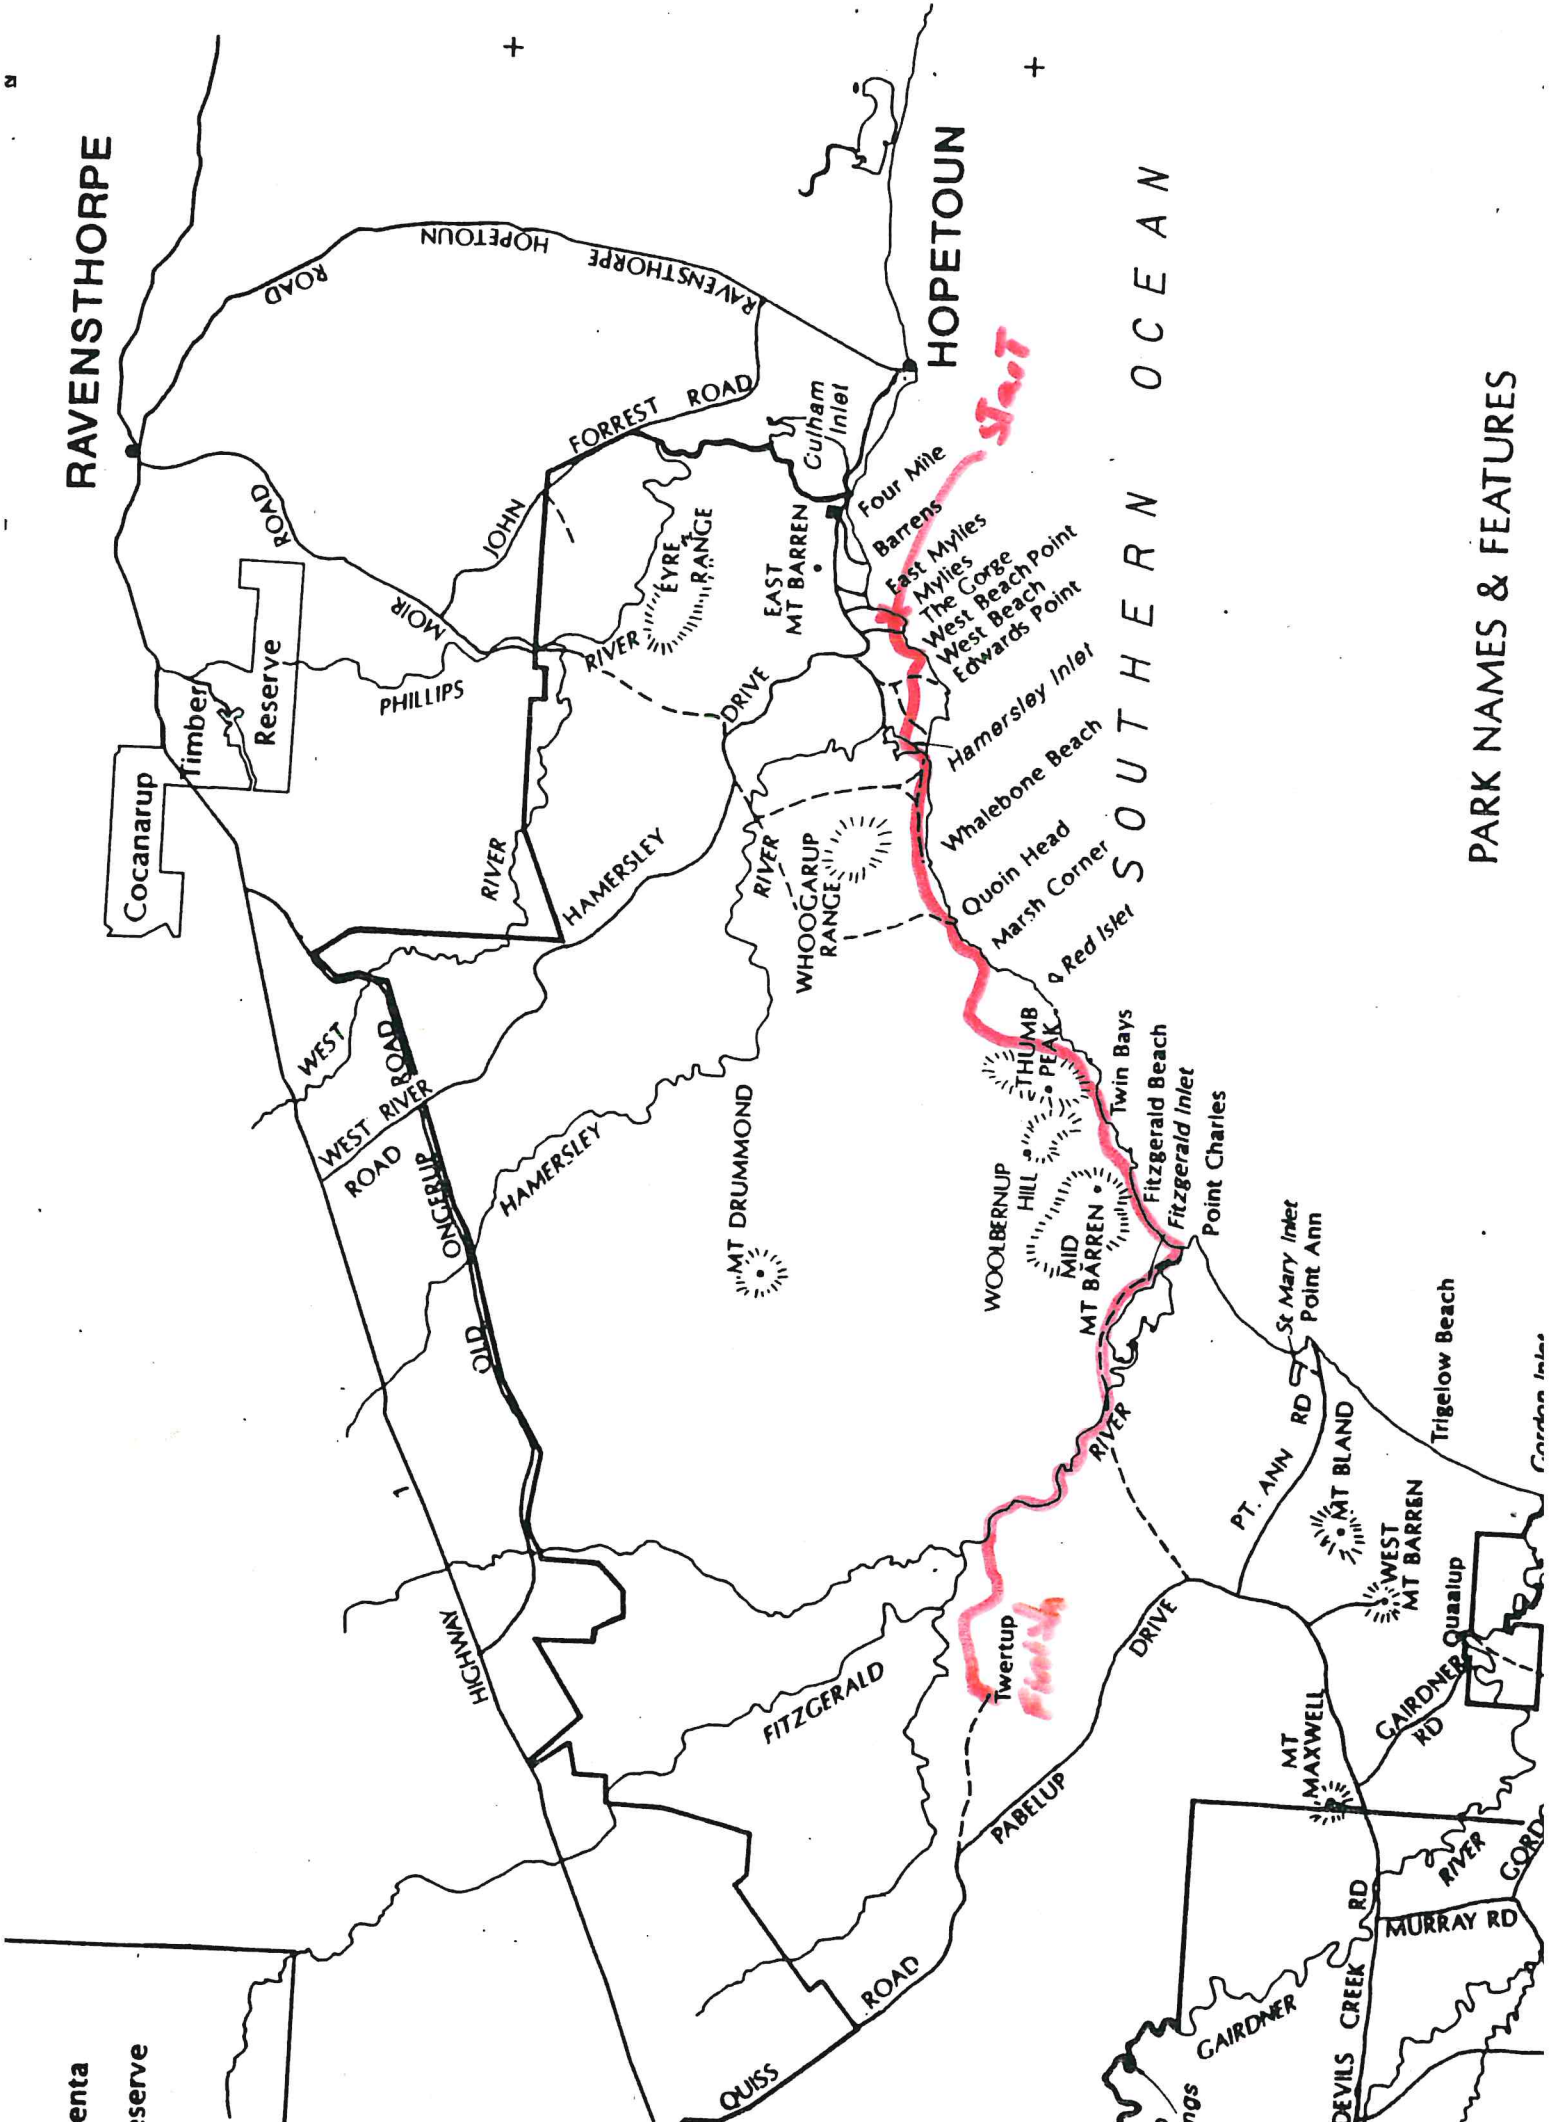 RAVENSTHORPE
HOPETOUN
SOUTHERN OCEAN
PARK NAMES & FEATURES
Start
Finish
ROAD
HOPETOUN
RAVENSTHORPE
FORREST ROAD
JOHN
ROAD
MOIR
Cocanarup
Timber
Reserve
PHILLIPS
RIVER
EYRE
RANGE
EAST
MT BARREN
Culham
Inlet
Four Mile
Barrens
East Mylies
Mylies
The Gorge
West Beach Point
West Beach
Edwards Point
Hamersley Inlet
Whalebone Beach
Quoin Head
Marsh Corner
Red Islet
DRIVE
HAMERSLEY
RIVER
RIVER
WHOOGARUP
RANGE
WEST
WEST RIVER
ROAD
ROAD
ONGERUP
OLD
HAMERSLEY
MT DRUMMOND
THUMB
PEAK
WOOLBERNUP
HILL
MID
MT BARREN
Twin Bays
Fitzgerald Beach
Fitzgerald Inlet
Point Charles
St Mary Inlet
Point Ann
Trigelow Beach
RIVER
PT. ANN RD
MT BLAND
WEST
MT BARREN
Quaalup
1
HIGHWAY
FITZGERALD
Twertup
PABELUP
DRIVE
MT
MAXWELL
GAIRDNER
RD
RIVER
GORD
MURRAY RD
DEVILS CREEK RD
GAIRDNER
QUISS
ROAD
enta
serve
ngs